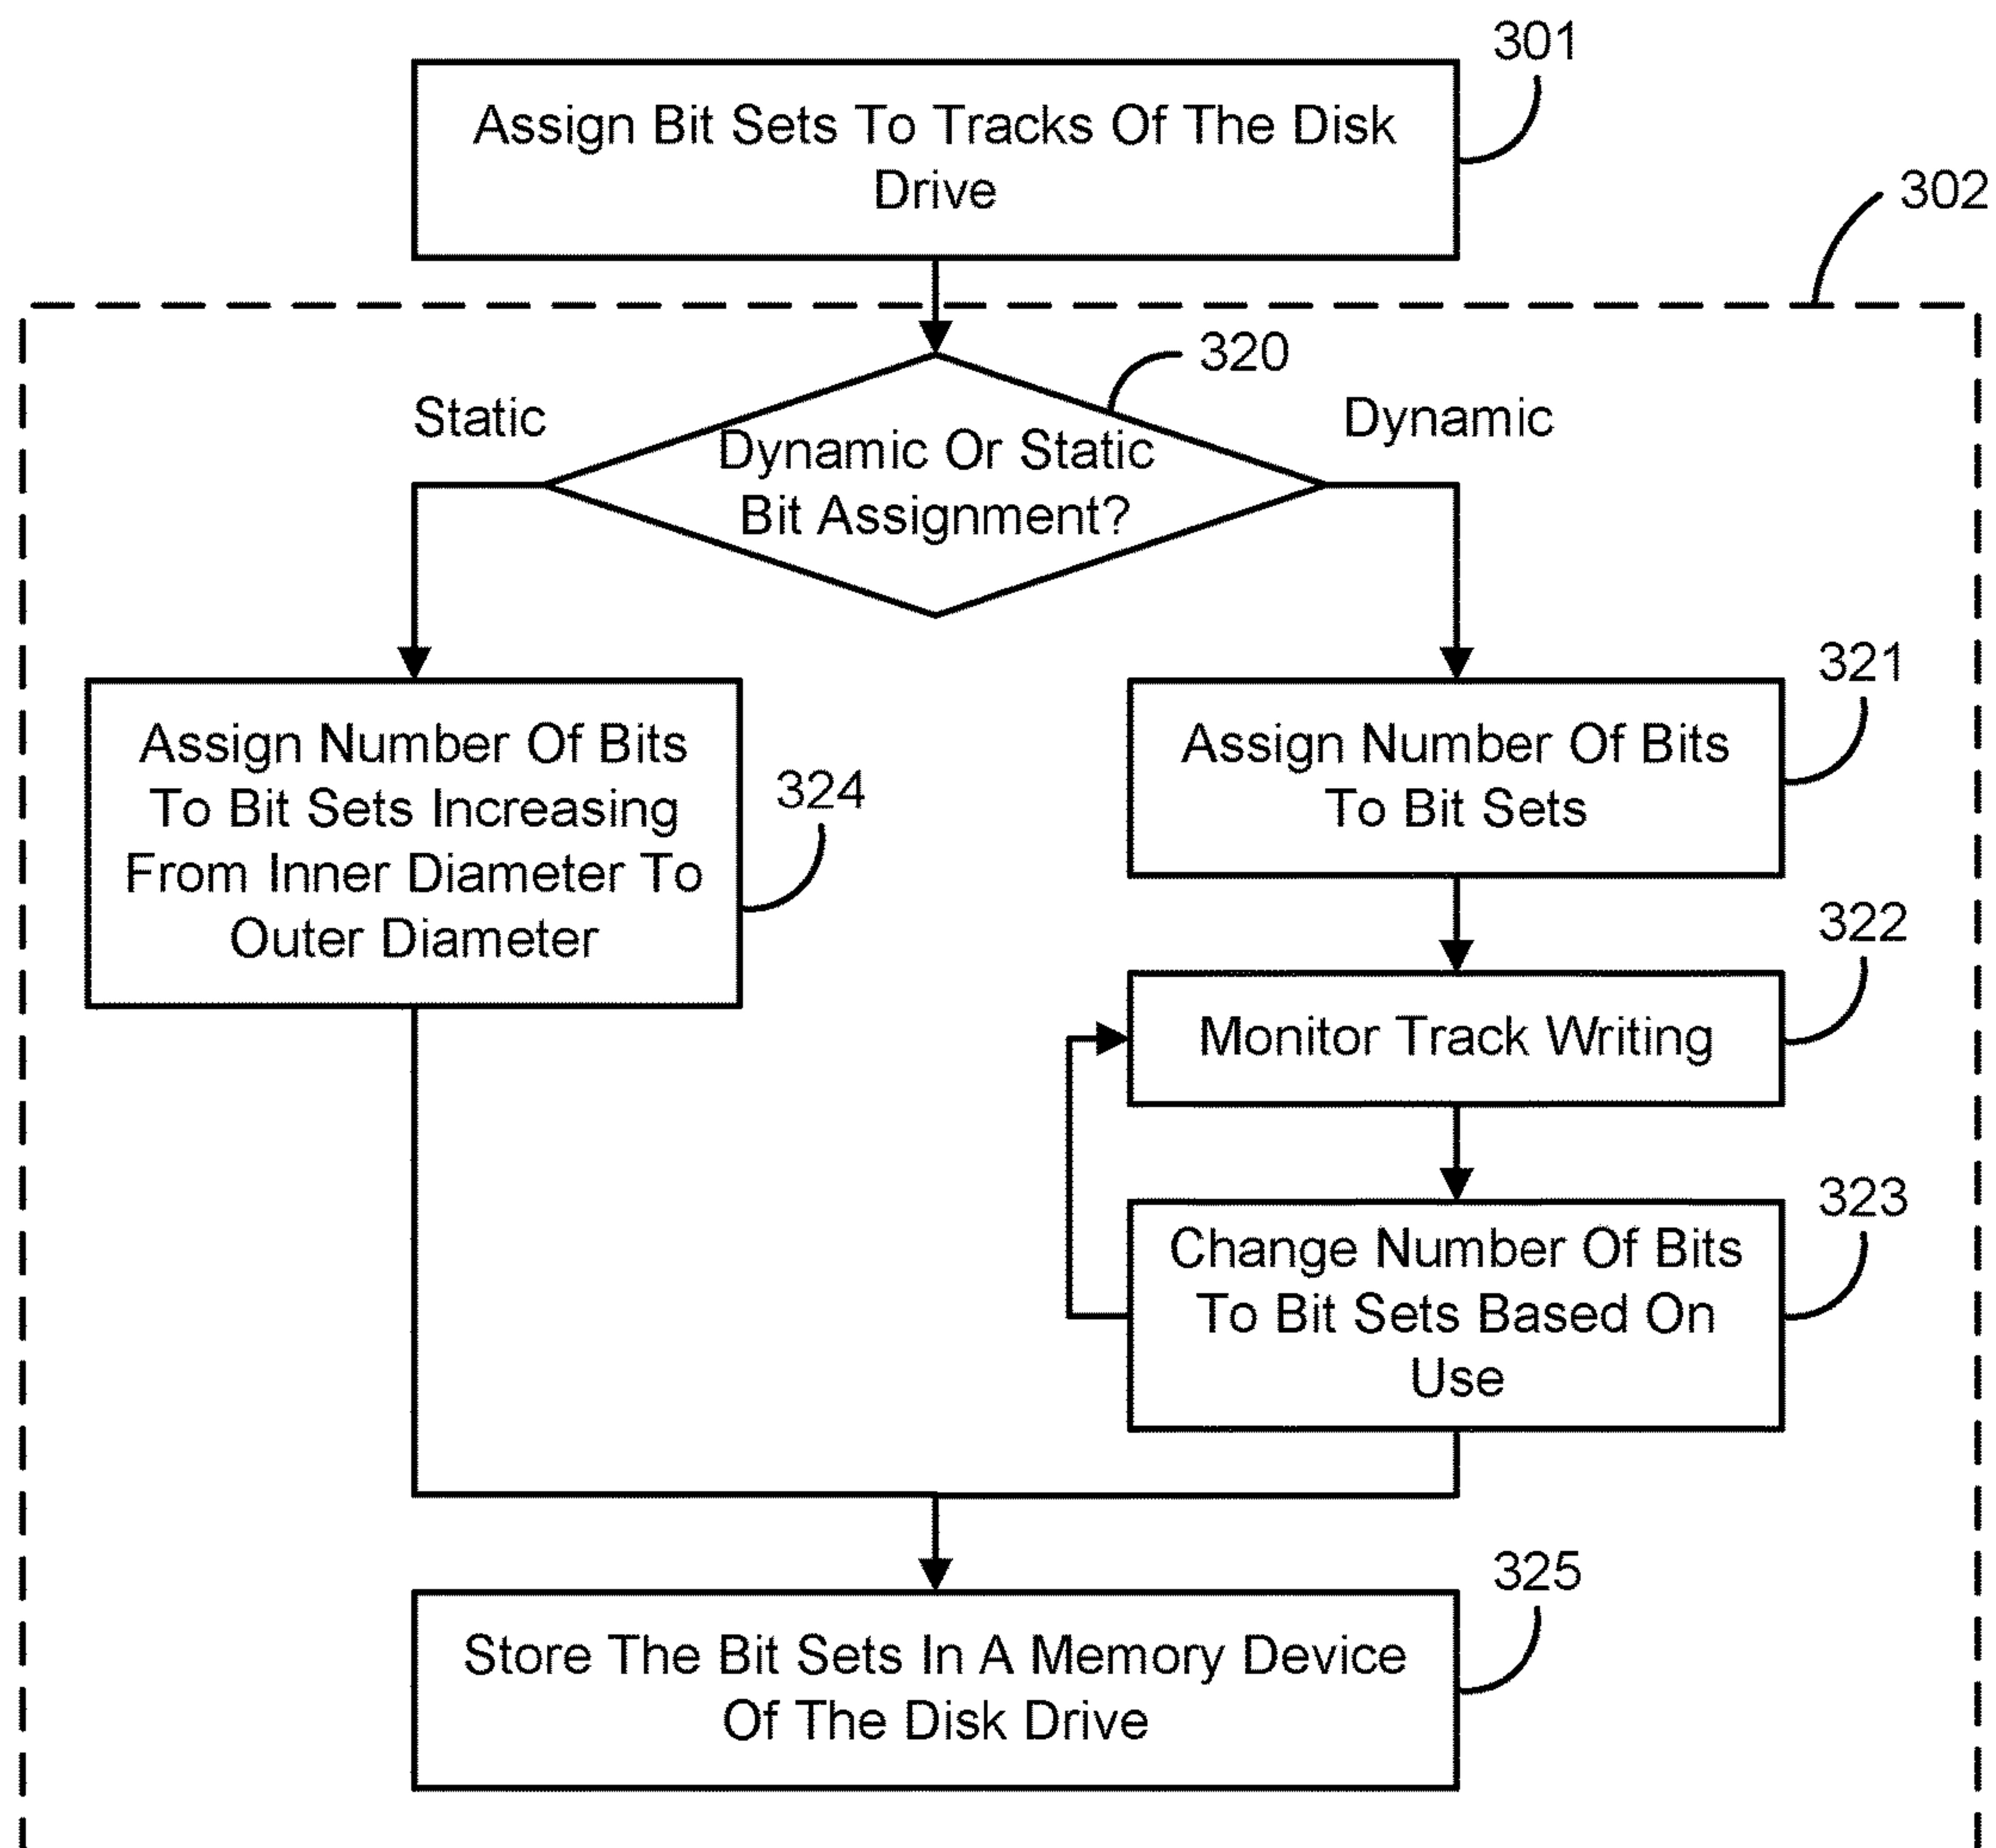 301
Assign Bit Sets To Tracks Of The Disk
Drive
302
320
Static
Dynamic
Dynamic Or Static
Bit Assignment?
321
Assign Number Of Bits
To Bit Sets Increasing
From Inner Diameter To
Outer Diameter
324
Assign Number Of Bits
To Bit Sets
322
Monitor Track Writing
323
Change Number Of Bits
To Bit Sets Based On
Use
325
Store The Bit Sets In A Memory Device
Of The Disk Drive